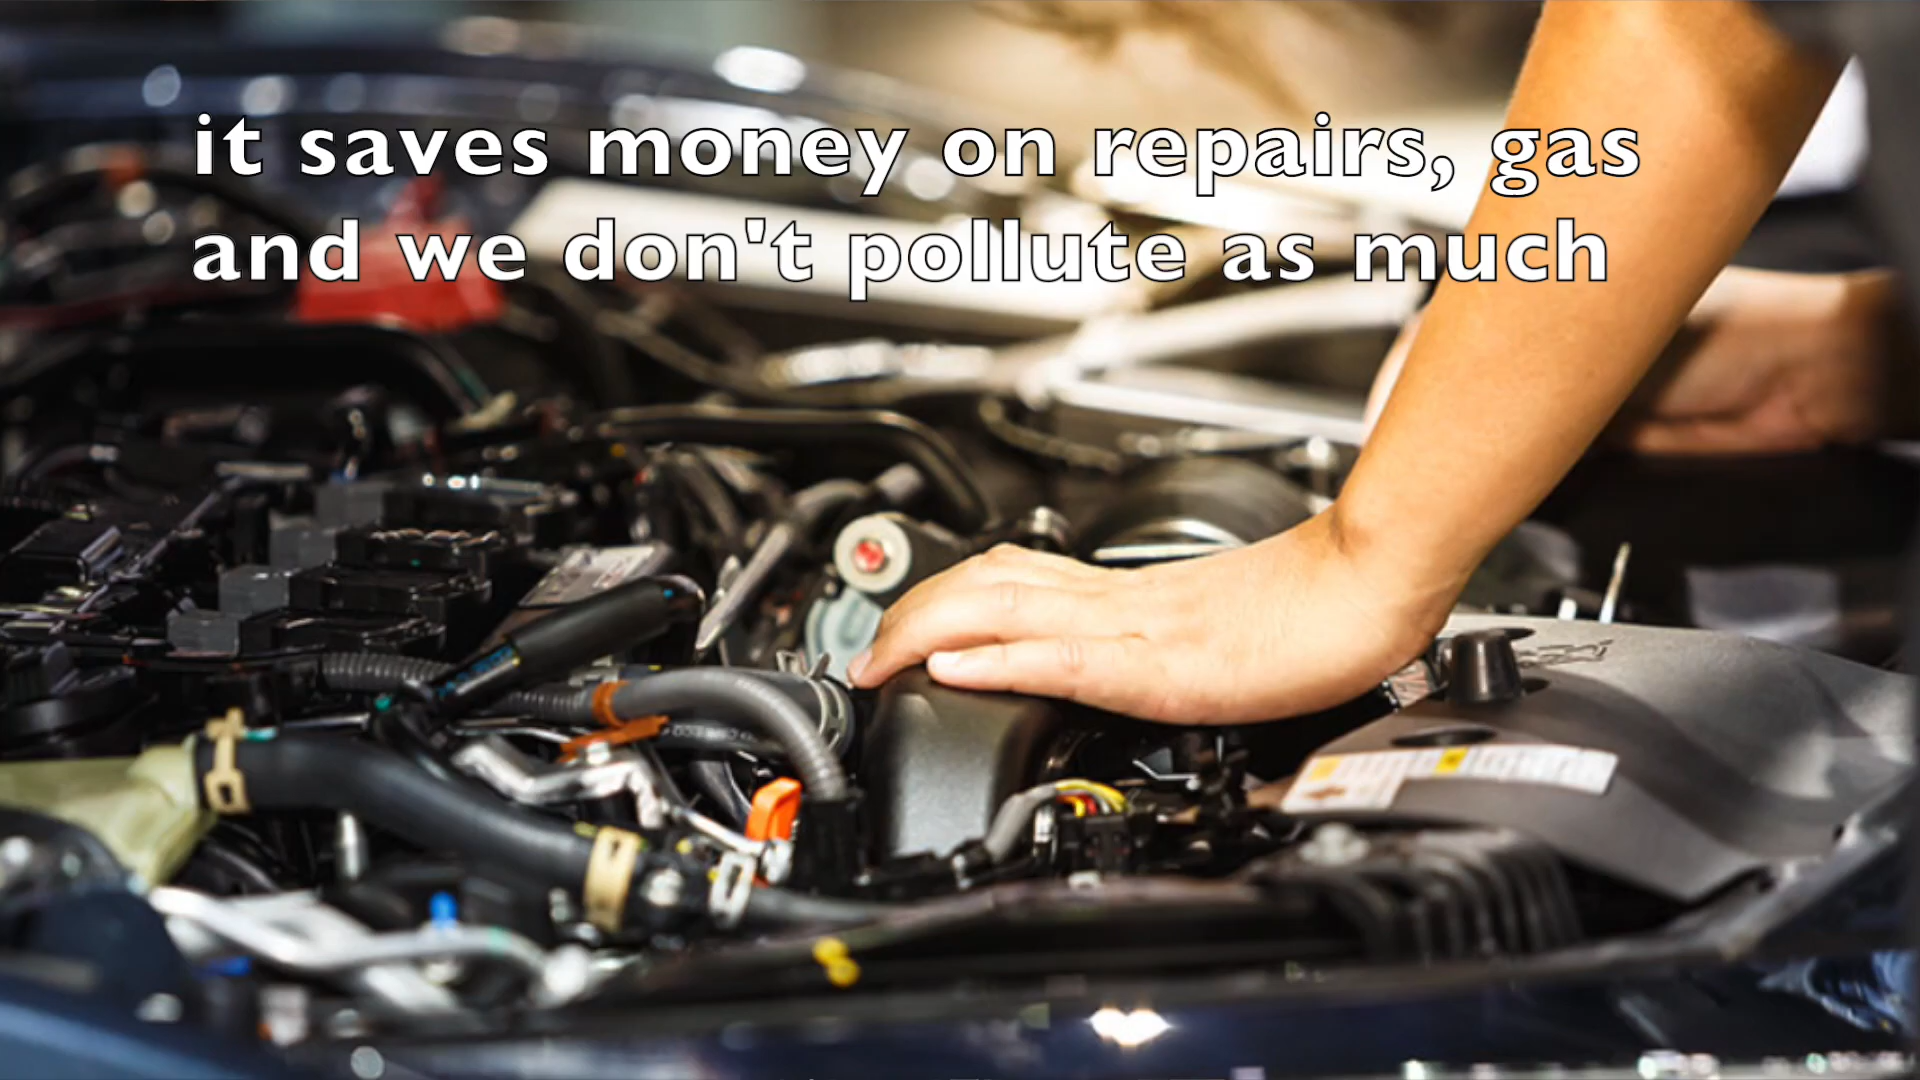 it saves money on repairs, gas
and we don't pollute as much